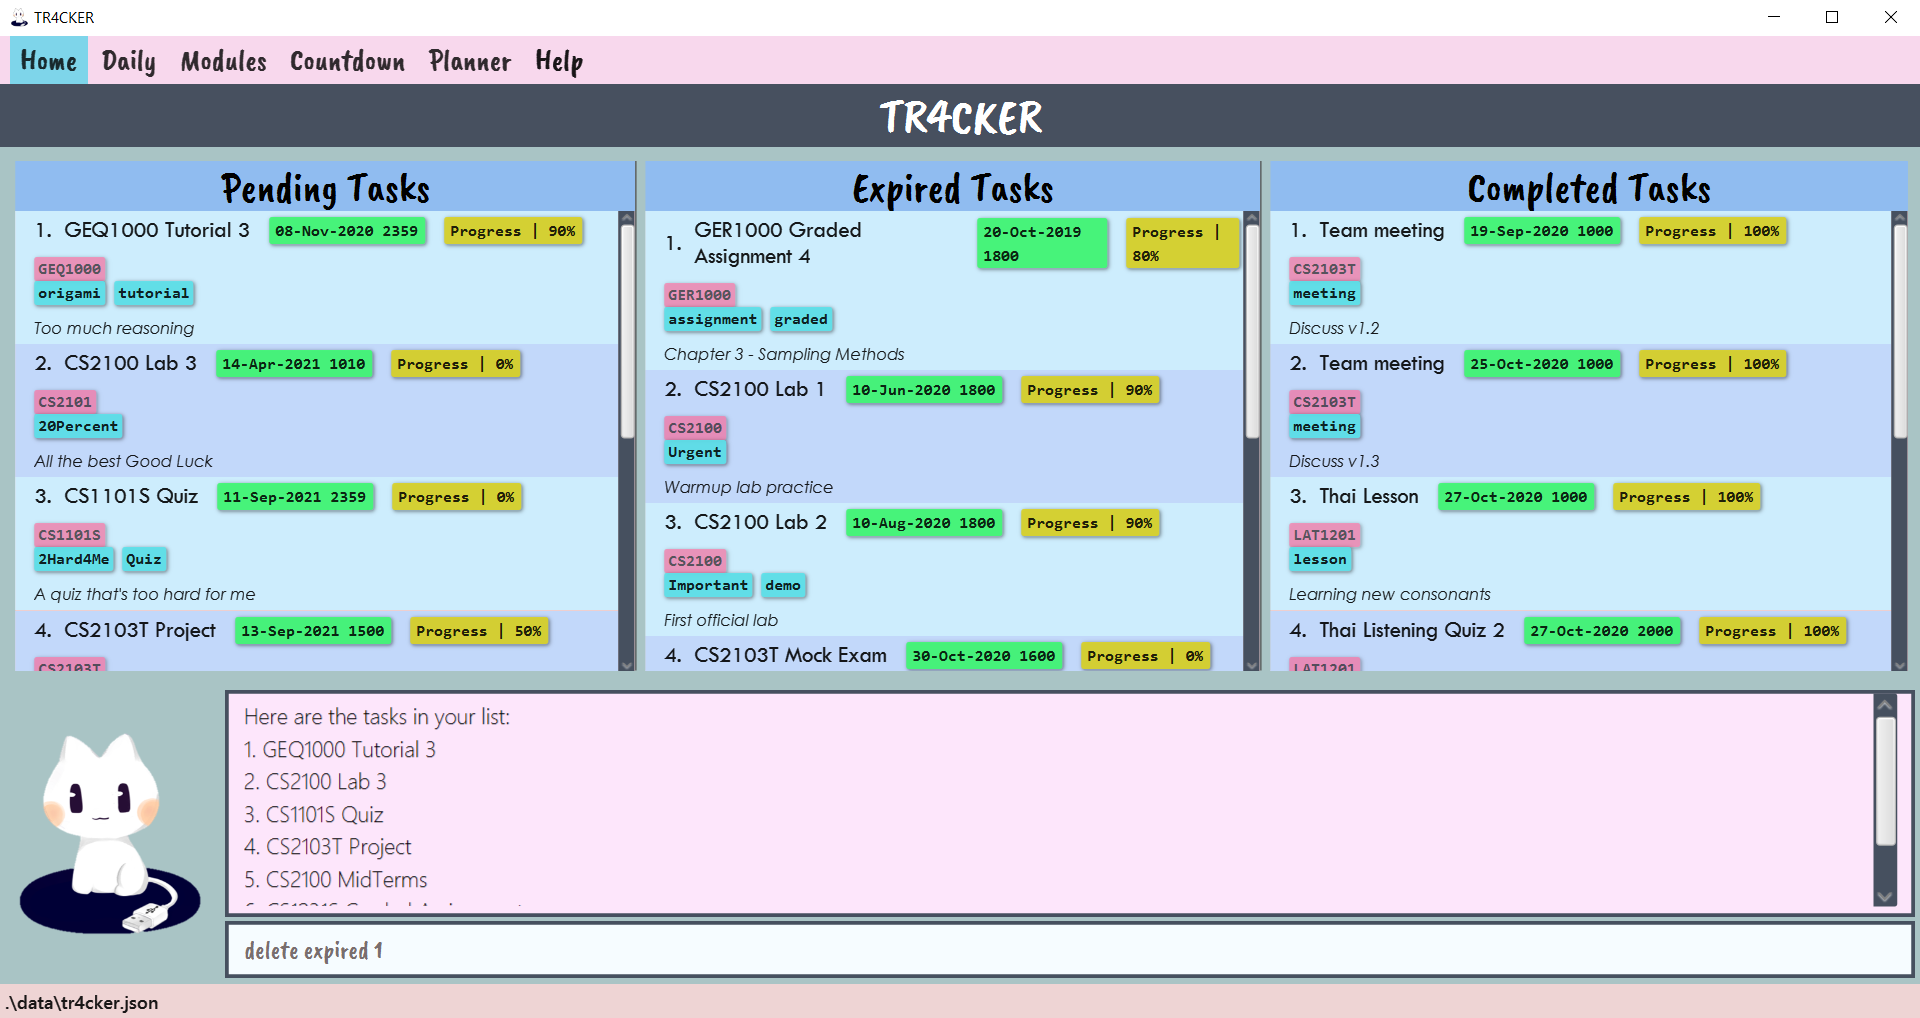 TR4CKER
Home Daily Modules Countdown Planner Help
TR4CKER
Pending Tasks
1. GEQ1000 Tutorial 3 08-Nov-2020 2359 Progress | 90%
GEQ1000
origami tutorial
Too much reasoning
2. CS2100 Lab 3 14-Apr-2021 1010 Progress | 0%
CS2101
20Percent
All the best Good Luck
3. CS1101S Quiz 11-Sep-2021 2359 Progress | 0%
CS1101S
2Hard4Me Quiz
A quiz that's too hard for me
4. CS2103T Project 13-Sep-2021 1500 Progress | 50%
CS2103T
Expired Tasks
1. GER1000 Graded Assignment 4 20-Oct-2019 1800 Progress | 80%
GER1000
assignment graded
Chapter 3 - Sampling Methods
2. CS2100 Lab 1 10-Jun-2020 1800 Progress | 90%
CS2100
Urgent
Warmup lab practice
3. CS2100 Lab 2 10-Aug-2020 1800 Progress | 90%
CS2100
Important demo
First official lab
4. CS2103T Mock Exam 30-Oct-2020 1600 Progress | 0%
Completed Tasks
1. Team meeting 19-Sep-2020 1000 Progress | 100%
CS2103T
meeting
Discuss v1.2
2. Team meeting 25-Oct-2020 1000 Progress | 100%
CS2103T
meeting
Discuss v1.3
3. Thai Lesson 27-Oct-2020 1000 Progress | 100%
LAT1201
lesson
Learning new consonants
4. Thai Listening Quiz 2 27-Oct-2020 2000 Progress | 100%
LAT1201
Here are the tasks in your list:
1. GEQ1000 Tutorial 3
2. CS2100 Lab 3
3. CS1101S Quiz
4. CS2103T Project
5. CS2100 MidTerms
delete expired 1
.\data\tr4cker.json